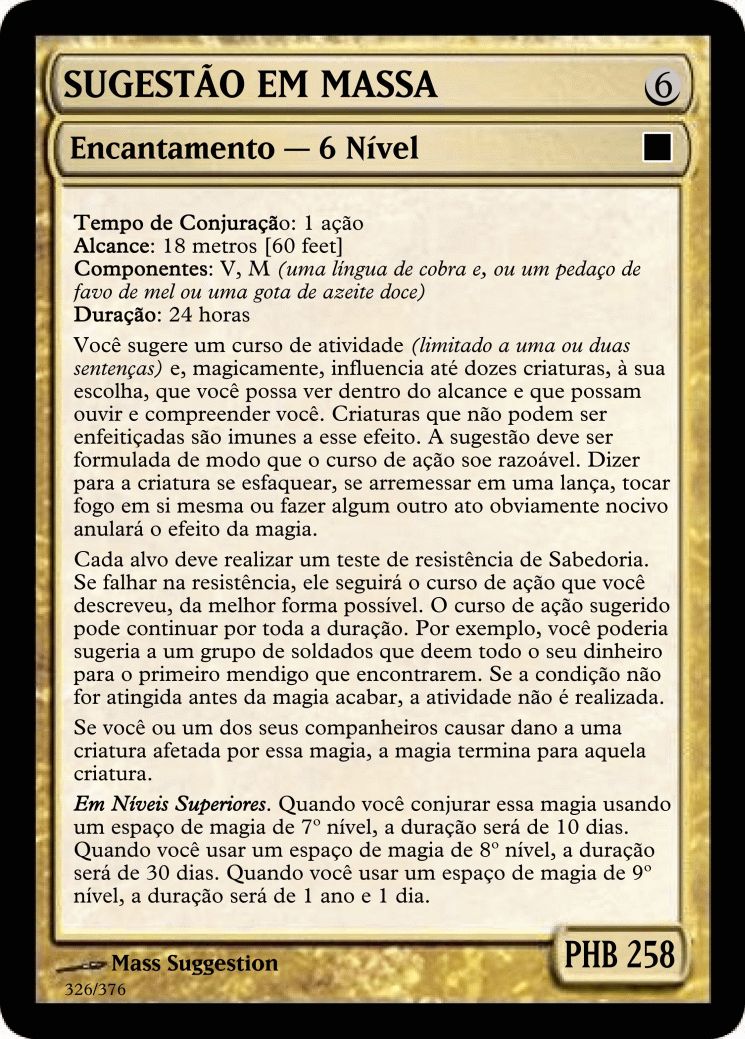 SUGESTÃO EM MASSA
6
Encantamento — 6 Nível
Tempo de Conjuração: 1 ação
Alcance: 18 metros [60 feet]
Componentes: V, M (uma língua de cobra e, ou um pedaço de
favo de mel ou uma gota de azeite doce)
Duração: 24 horas
Você sugere um curso de atividade (limitado a uma ou duas
sentenças) e, magicamente, influencia até dozes criaturas, à sua
escolha, que você possa ver dentro do alcance e que possam
ouvir e compreender você. Criaturas que não podem ser
enfeitiçadas são imunes a esse efeito. A sugestão deve ser
formulada de modo que o curso de ação soe razoável. Dizer
para a criatura se esfaquear, se arremessar em uma lança, tocar
fogo em si mesma ou fazer algum outro ato obviamente nocivo
anulará o efeito da magia.
Cada alvo deve realizar um teste de resistência de Sabedoria.
Se falhar na resistência, ele seguirá o curso de ação que você
descreveu, da melhor forma possível. O curso de ação sugerido
pode continuar por toda a duração. Por exemplo, você poderia
sugeria a um grupo de soldados que deem todo o seu dinheiro
para o primeiro mendigo que encontrarem. Se a condição não
for atingida antes da magia acabar, a atividade não é realizada.
Se você ou um dos seus companheiros causar dano a uma
criatura afetada por essa magia, a magia termina para aquela
criatura.
Em Níveis Superiores. Quando você conjurar essa magia usando
um espaço de magia de 7º nível, a duração será de 10 dias.
Quando você usar um espaço de magia de 8º nível, a duração
será de 30 dias. Quando você usar um espaço de magia de 9º
nível, a duração será de 1 ano e 1 dia.
Mass Suggestion
PHB 258
326/376